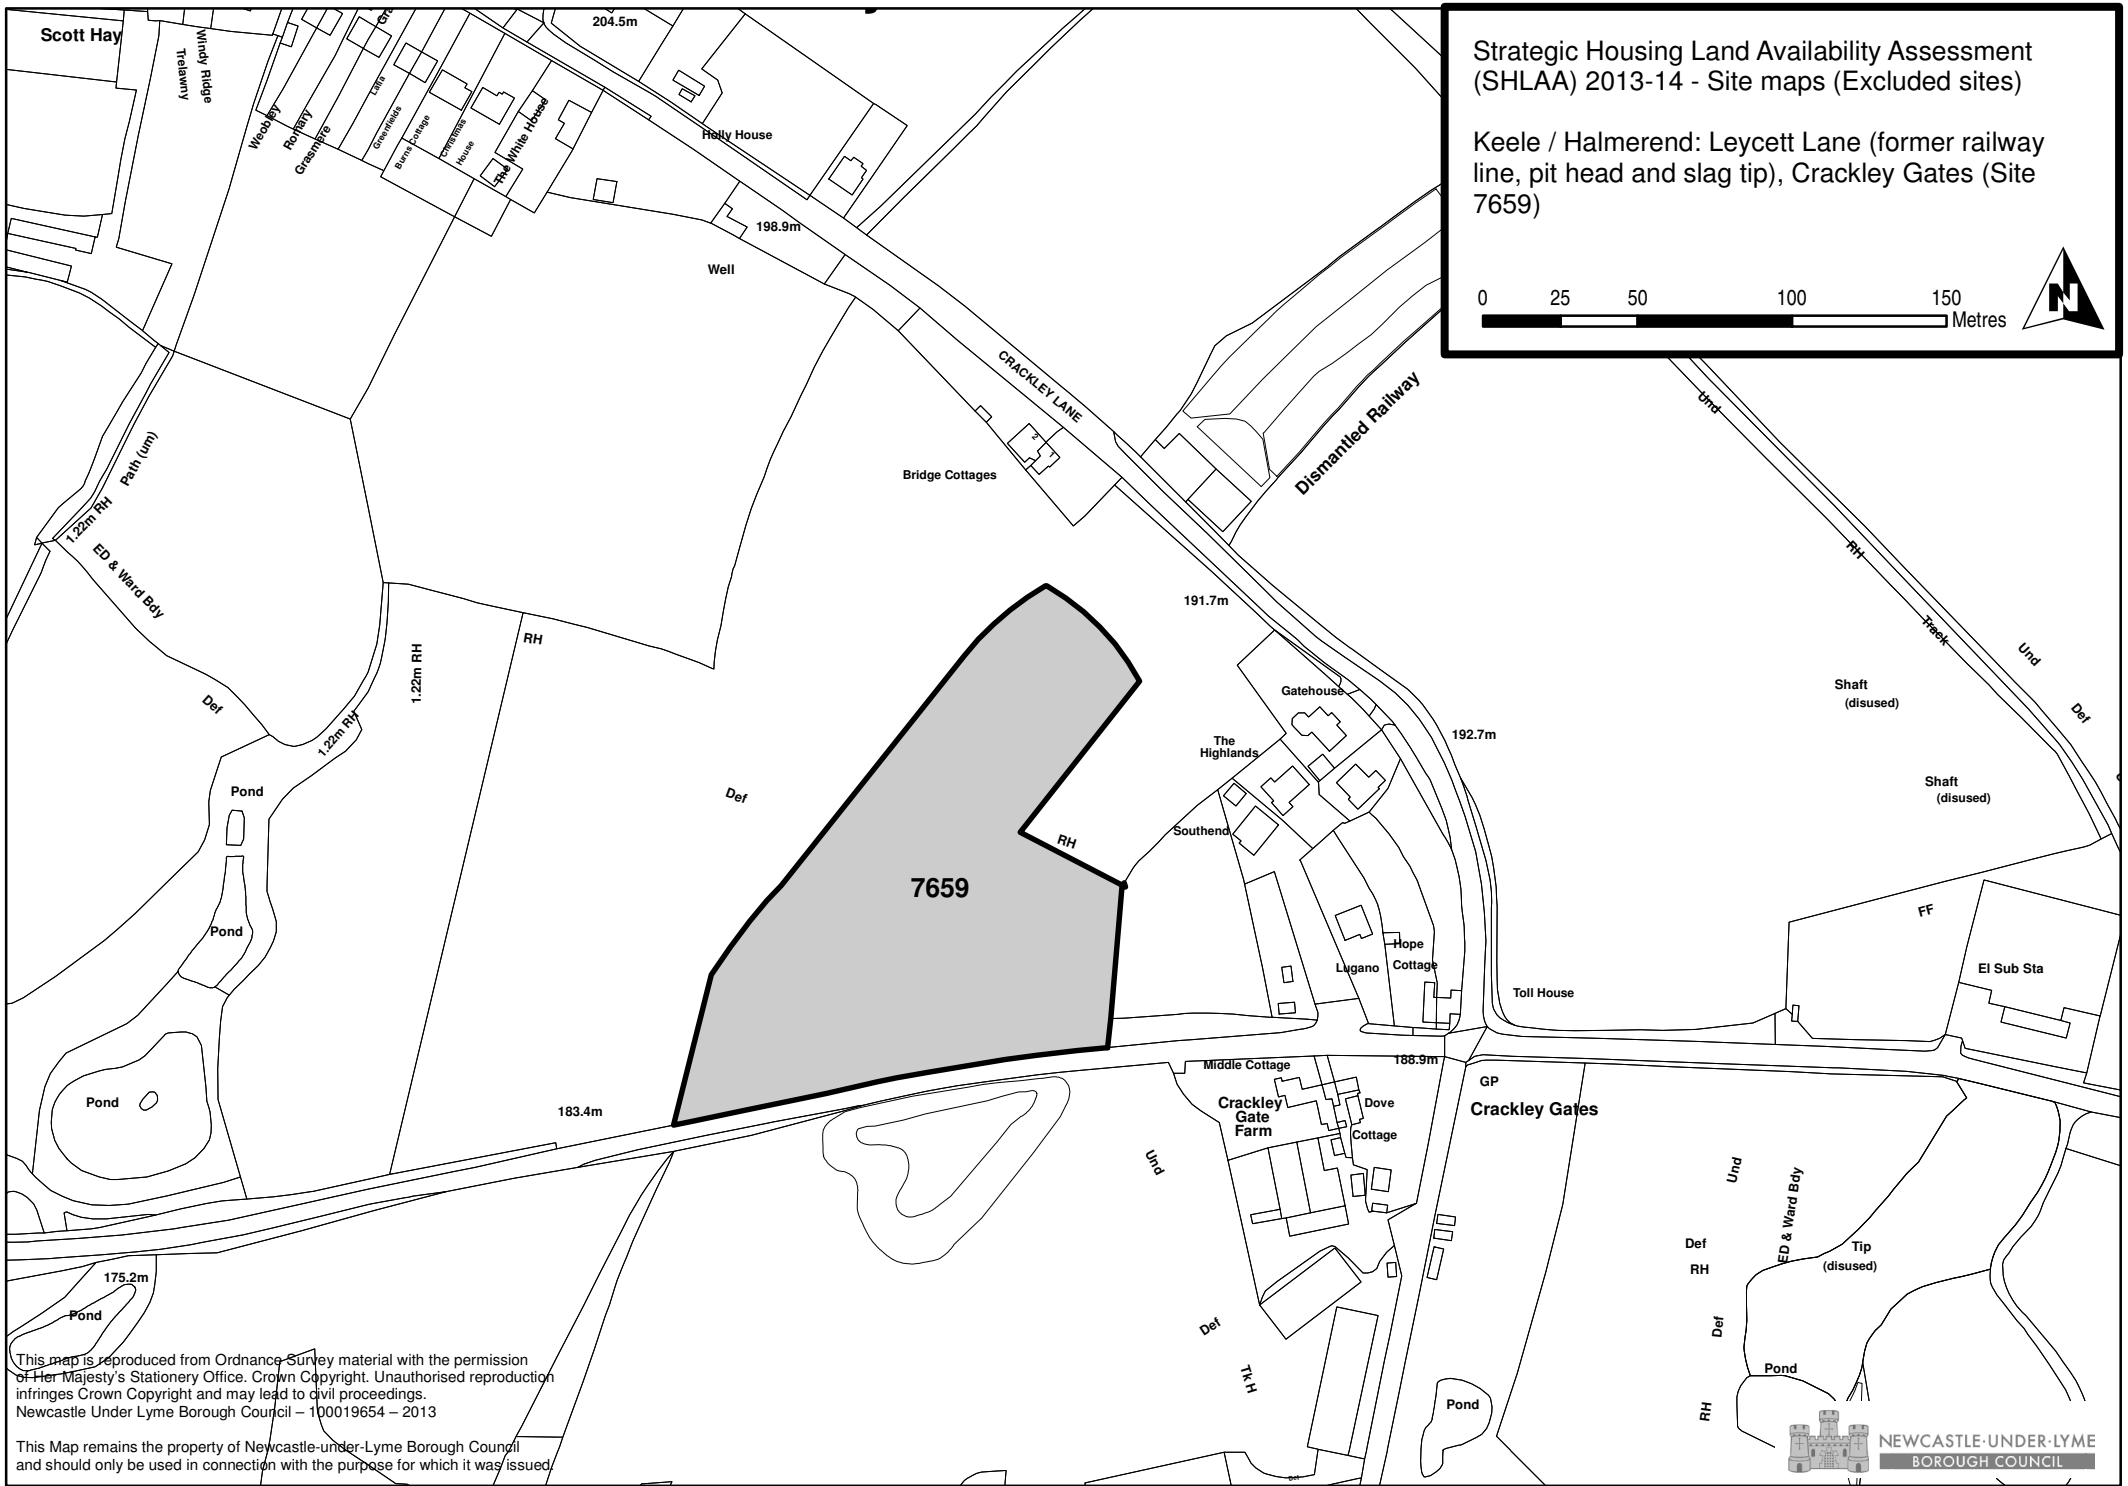 Strategic Housing Land Availability Assessment
(SHLAA) 2013-14 - Site maps (Excluded sites)
Keele / Halmerend: Leycett Lane (former railway
line, pit head and slag tip), Crackley Gates (Site
7659)
0 25 50 100 150
Metres
N
Scott Hay
Windy Ridge
Trelawny
204.5m
Weobley
Romary
Grasmere
Lafia
Greenfields
Burns Cottage
Christmas
House
The White House
Holly House
198.9m
Well
CRACKLEY LANE
Dismantled Railway
Bridge Cottages
2
1
Path (um)
1.22m RH
ED & Ward Bdy
191.7m
Und
RH
Track
Und
Def
RH
1.22m RH
1.22m RH
Def
Gatehouse
The
Highlands
192.7m
Shaft
(disused)
Shaft
(disused)
Pond
Def
Southend
RH
7659
Pond
FF
Hope
Cottage
Lugano
El Sub Sta
Toll House
Pond
183.4m
Middle Cottage
188.9m
GP
Crackley Gates
Crackley
Gate
Farm
Dove
Cottage
Und
Und
ED & Ward Bdy
Def
RH
Tip
(disused)
175.2m
Pond
Def
Def
Tk H
RH
Pond
Pond
Def
This map is reproduced from Ordnance Survey material with the permission
of Her Majesty's Stationery Office. Crown Copyright. Unauthorised reproduction
infringes Crown Copyright and may lead to civil proceedings.
Newcastle Under Lyme Borough Council – 100019654 – 2013
This Map remains the property of Newcastle-under-Lyme Borough Council
and should only be used in connection with the purpose for which it was issued.
NEWCASTLE·UNDER·LYME
BOROUGH COUNCIL